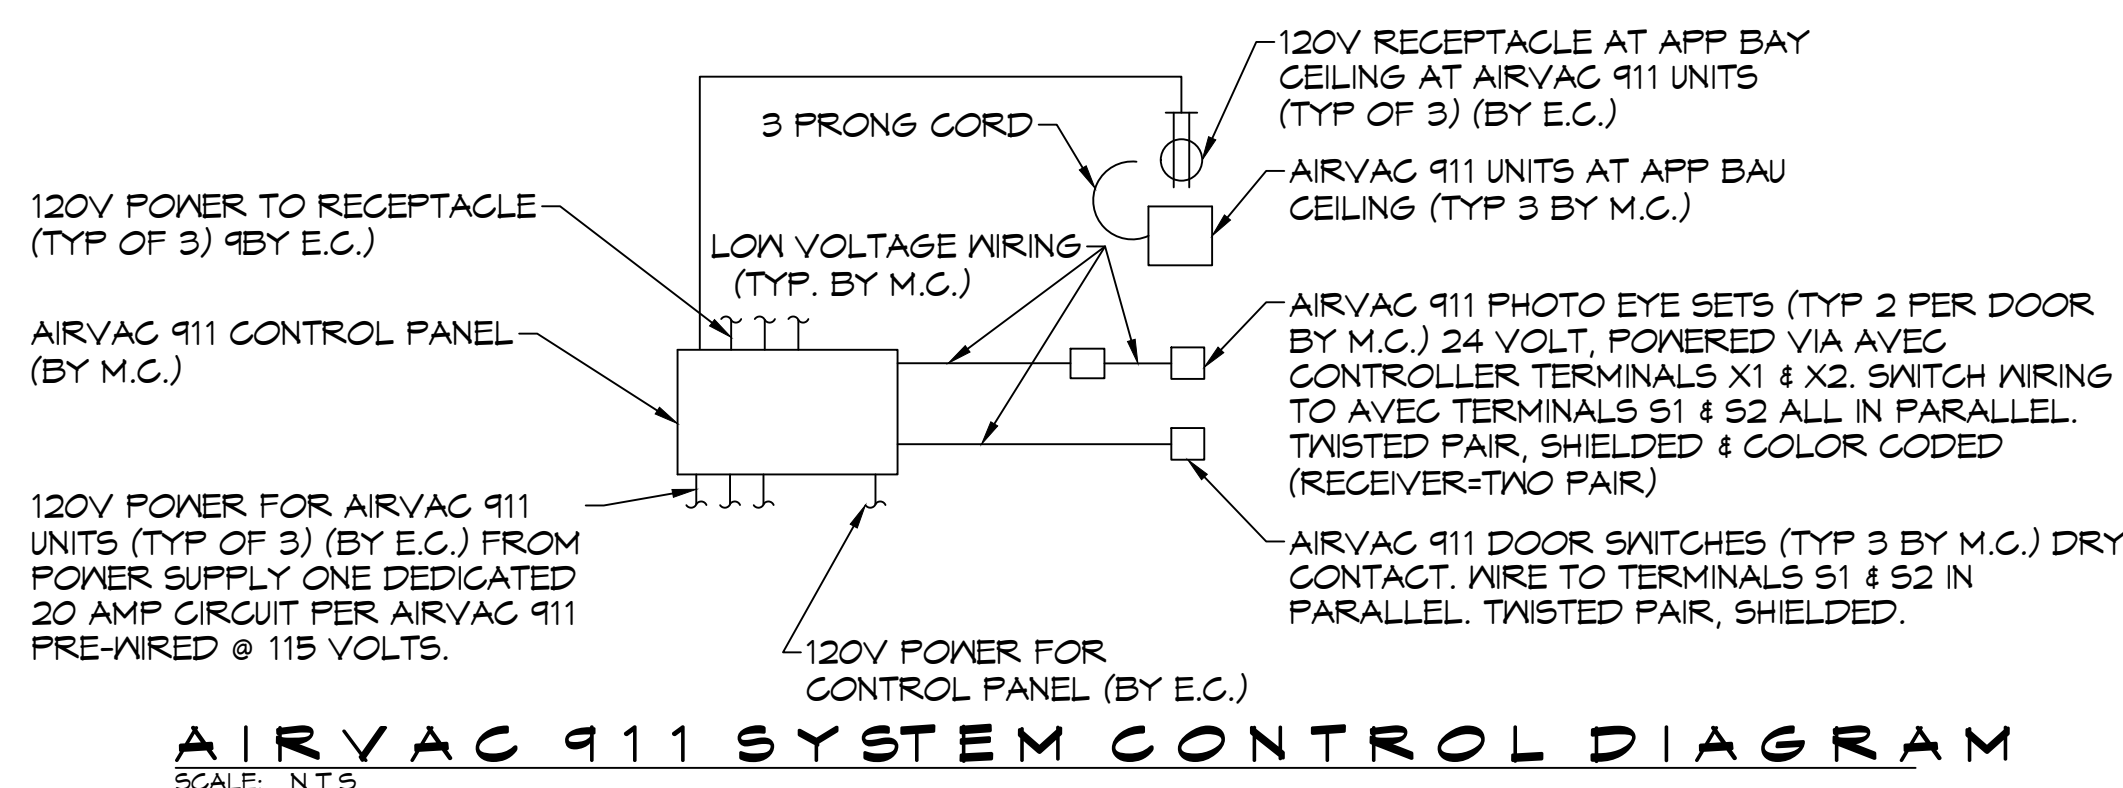 120V RECEPTACLE AT APP BAY
CEILING AT AIRVAC 911 UNITS
(TYP OF 3) (BY E.C.)
3 PRONG CORD
AIRVAC 911 UNITS AT APP BAU
CEILING (TYP 3 BY M.C.)
120V POWER TO RECEPTACLE
(TYP OF 3) 9BY E.C.)
LOW VOLTAGE WIRING
(TYP. BY M.C.)
AIRVAC 911 CONTROL PANEL
(BY M.C.)
AIRVAC 911 PHOTO EYE SETS (TYP 2 PER DOOR
BY M.C.) 24 VOLT, POWERED VIA AVEC
CONTROLLER TERMINALS X1 & X2. SWITCH WIRING
TO AVEC TERMINALS S1 & S2 ALL IN PARALLEL.
TWISTED PAIR, SHIELDED & COLOR CODED
(RECEIVER=TWO PAIR)
120V POWER FOR AIRVAC 911
UNITS (TYP OF 3) (BY E.C.) FROM
POWER SUPPLY ONE DEDICATED
20 AMP CIRCUIT PER AIRVAC 911
PRE-WIRED @ 115 VOLTS.
AIRVAC 911 DOOR SWITCHES (TYP 3 BY M.C.) DRY
CONTACT. WIRE TO TERMINALS S1 & S2 IN
PARALLEL. TWISTED PAIR, SHIELDED.
120V POWER FOR
CONTROL PANEL (BY E.C.)
AIRVAC 911 SYSTEM CONTROL DIAGRAM
SCALE: N.T.S.